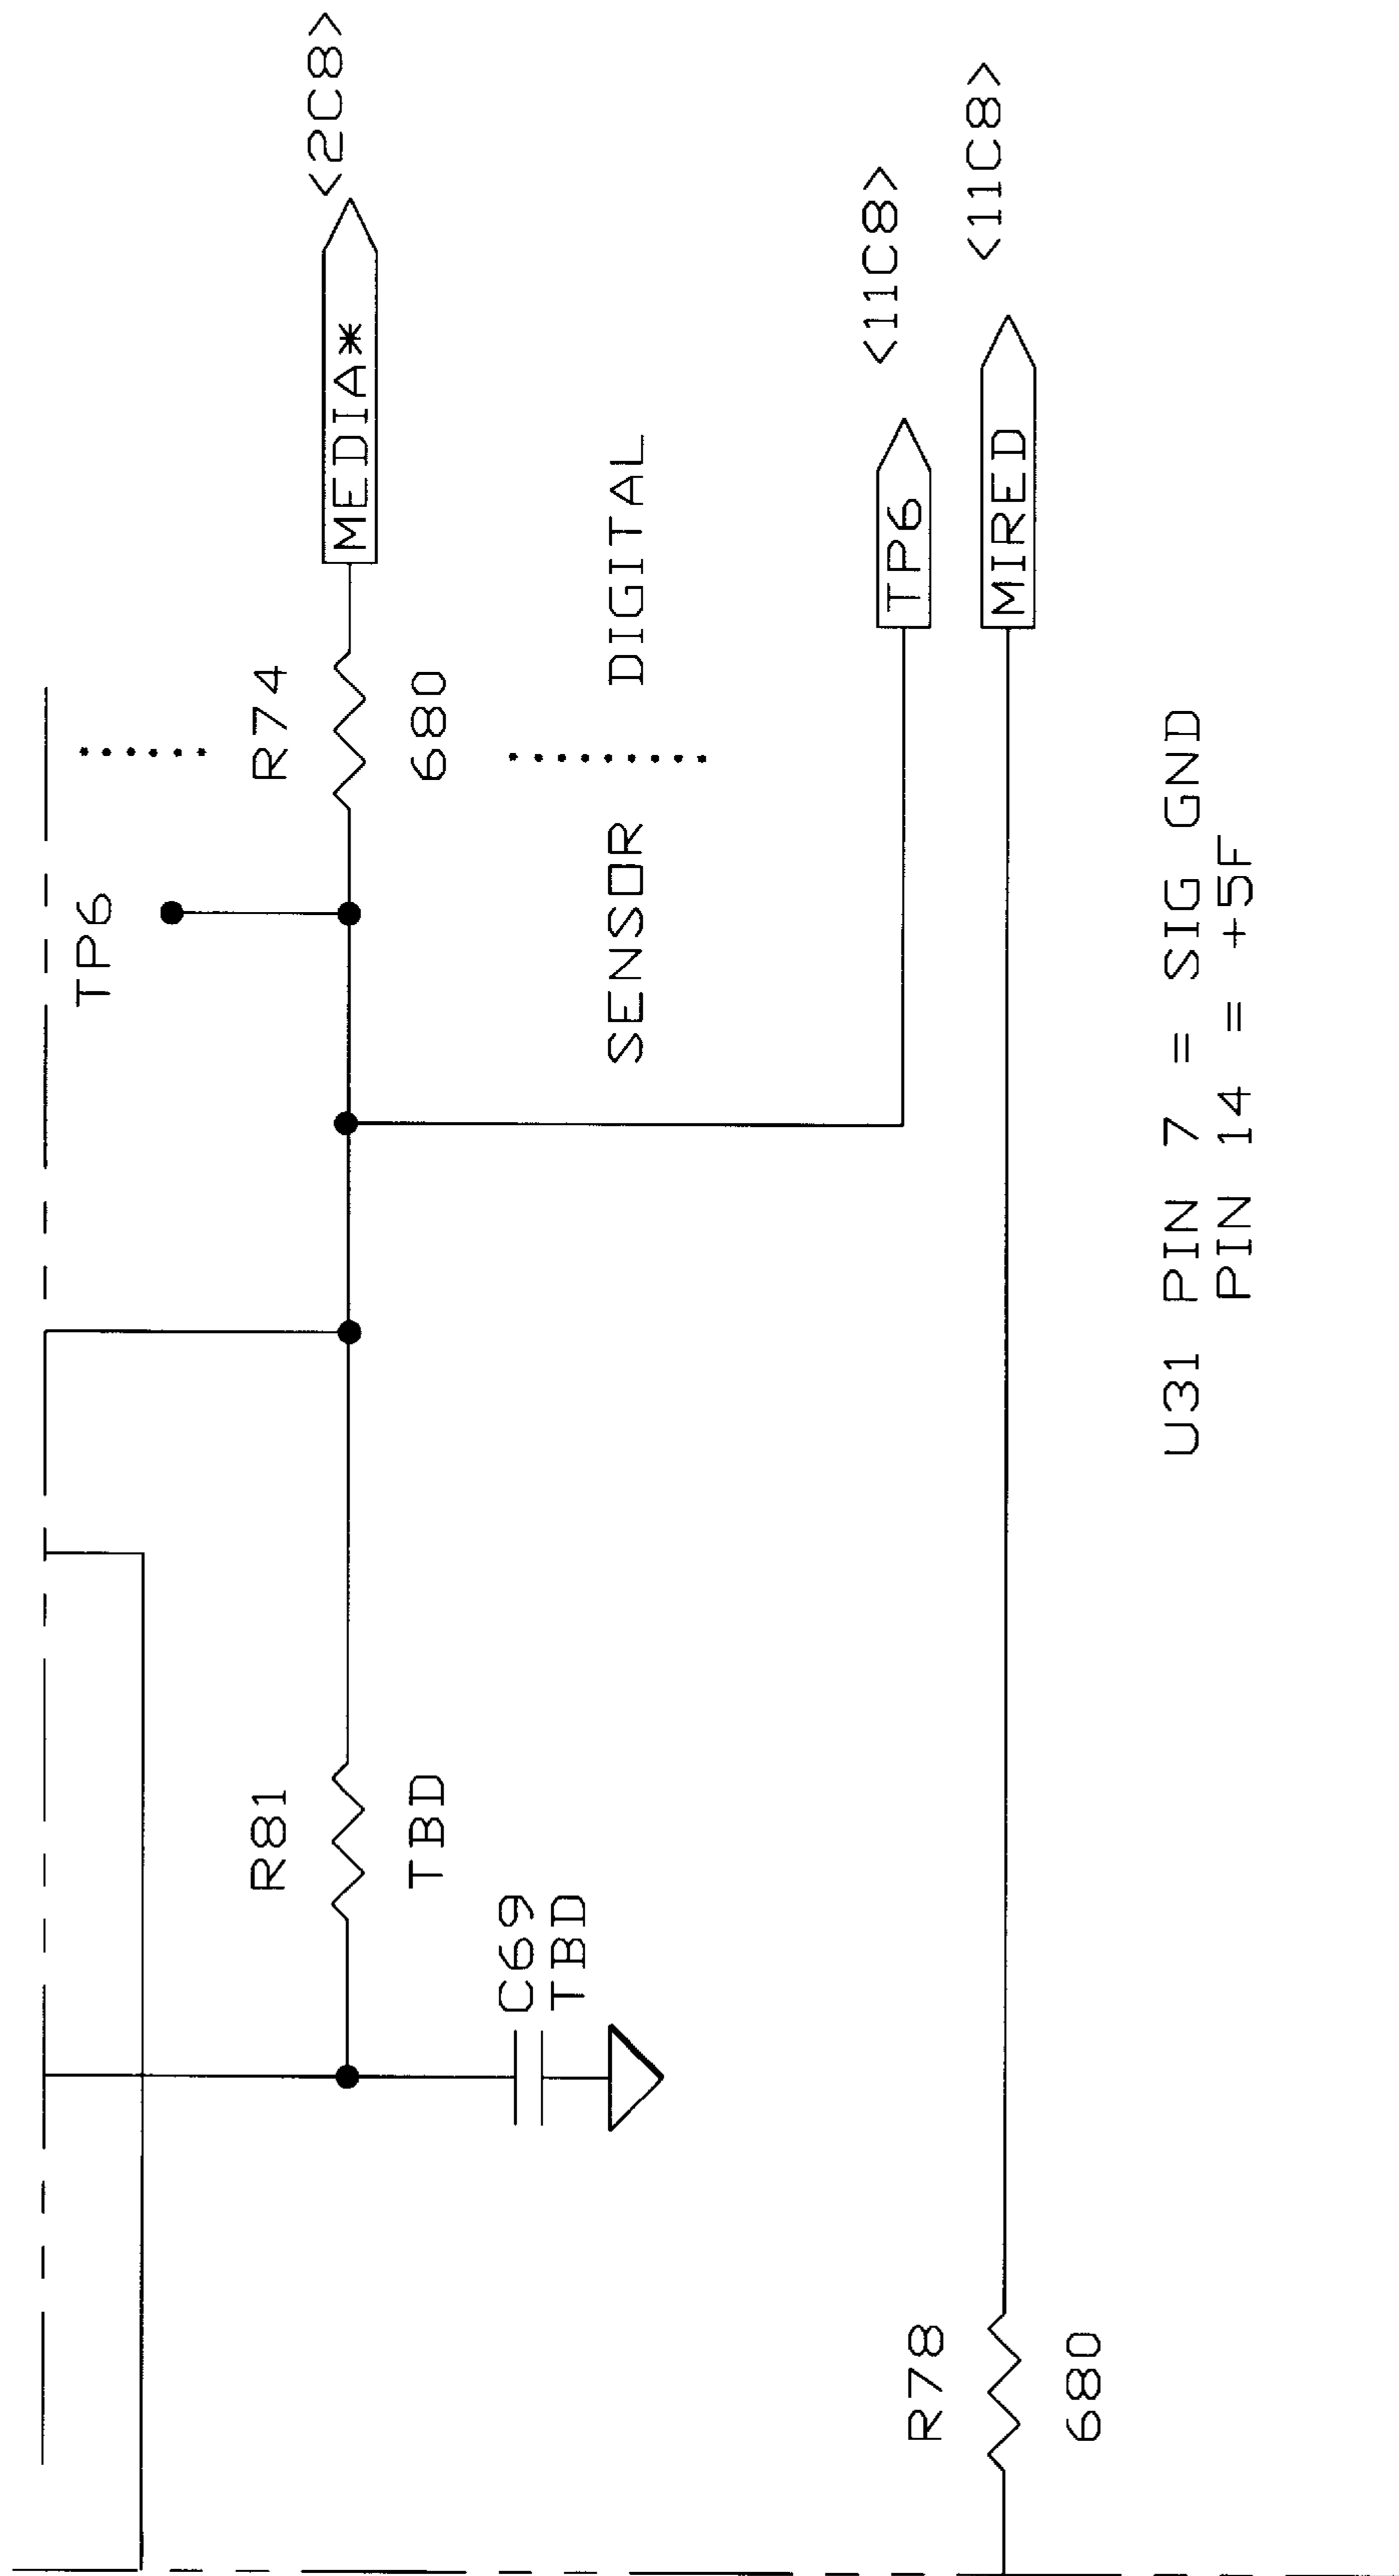 TP6
R81
R74
MEDIA*
<2C8>
TBD
680
C69
TBD
SENSOR
DIGITAL
TP6
<11C8>
R78
MIRED
<11C8>
680
U31 PIN 7 = SIG GND
PIN 14 = +5F